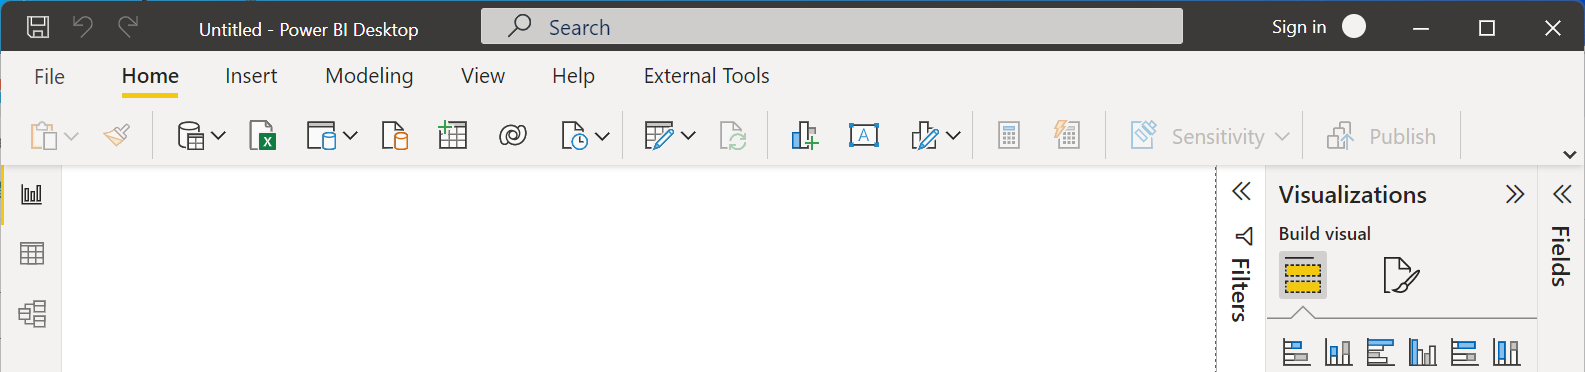 Untitled - Power BI Desktop
Search
Sign in
File
Home
Insert
Modeling
View
Help
External Tools
Sensitivity
Publish
Filters
Visualizations
Build visual
Fields